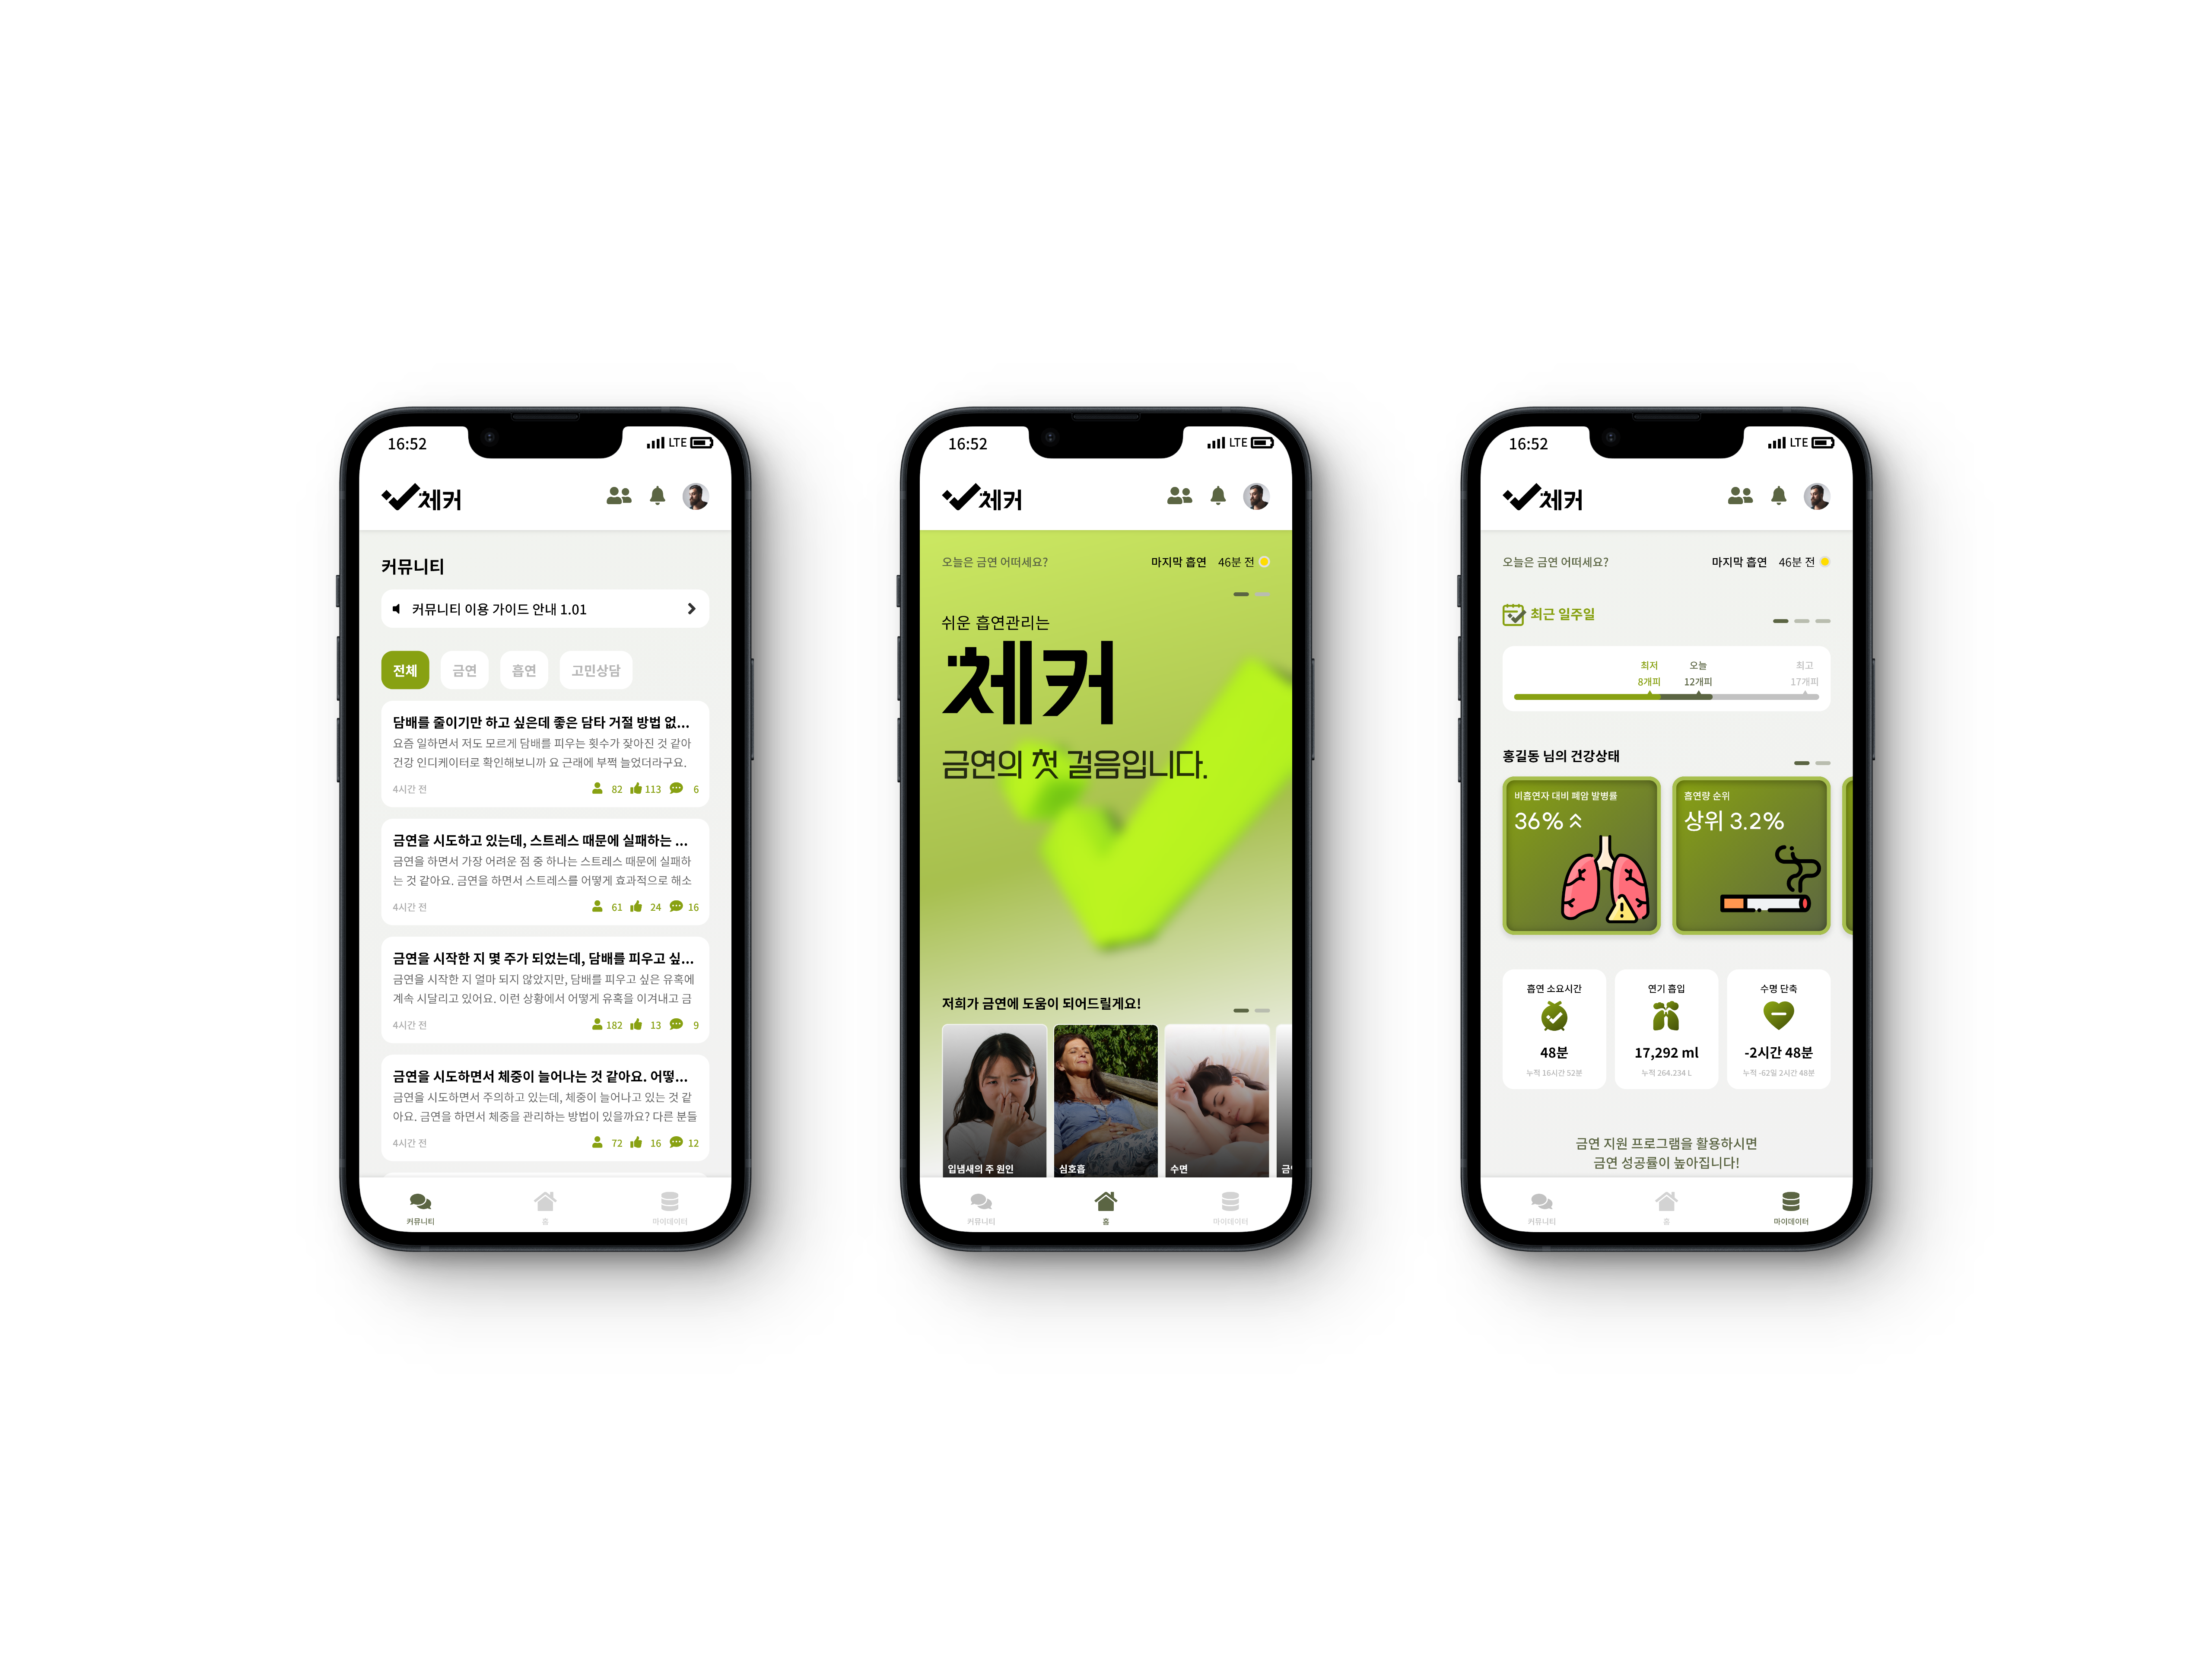 16:52
LTE
체커
커뮤니티
커뮤니티 이용 가이드 안내 1.01
전체 금연 흡연 고민상담
담배를 줄이기만 하고 싶은데 좋은 담타 거절 방법 없...
요즘 일하면서 저도 모르게 담배를 피우는 횟수가 잦아진 것 같아
건강 인디케이터로 확인해보니까 요 근래에 부쩍 늘었더라구요.
4시간 전 82 113 6
금연을 시도하고 있는데, 스트레스 때문에 실패하는 ...
금연을 하면서 가장 어려운 점 중 하나는 스트레스 때문에 실패하
는 것 같아요. 금연을 하면서 스트레스를 어떻게 효과적으로 해소
4시간 전 61 24 16
금연을 시작한 지 몇 주가 되었는데, 담배를 피우고 싶...
금연을 시작한 지 얼마 되지 않았지만, 담배를 피우고 싶은 유혹에
계속 시달리고 있어요. 이런 상황에서 어떻게 유혹을 이겨내고 금
4시간 전 182 13 9
금연을 시도하면서 체중이 늘어나는 것 같아요. 어떻...
금연을 시도하면서 주의하고 있는데, 체중이 늘어나고 있는 것 같
아요. 금연을 하면서 체중을 관리하는 방법이 있을까요? 다른 분들
4시간 전 72 16 12
커뮤니티 홈 마이데이터
16:52
LTE
체커
오늘은 금연 어떠세요? 마지막 흡연 46분 전
쉬운 흡연관리는
체커
금연의 첫 걸음입니다.
저희가 금연에 도움이 되어드릴게요!
입냄새의 주 원인 심호흡 수면
커뮤니티 홈 마이데이터
16:52
LTE
체커
오늘은 금연 어떠세요? 마지막 흡연 46분 전
최근 일주일
최저 오늘 최고
8개피 12개피 17개피
홍길동 님의 건강상태
비흡연자 대비 폐암 발병률
36%
흡연량 순위
상위 3.2%
흡연 소요시간
48분
누적 16시간 52분
연기 흡입
17,292 ml
누적 264.234 L
수명 단축
-2시간 48분
누적 -62일 2시간 48분
금연 지원 프로그램을 활용하시면
금연 성공률이 높아집니다!
커뮤니티 홈 마이데이터